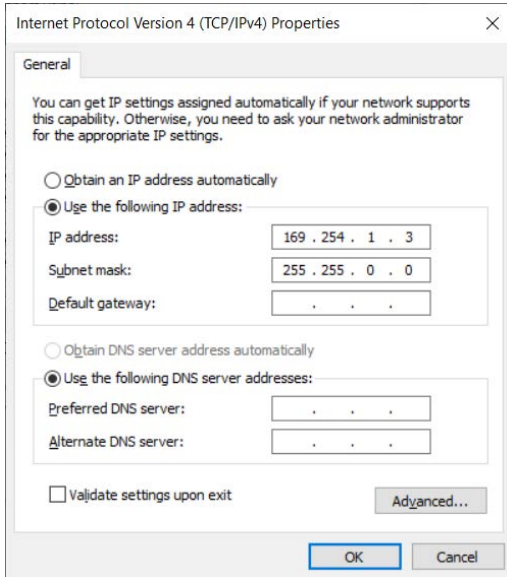 Internet Protocol Version 4 (TCP/IPv4) Properties
General
You can get IP settings assigned automatically if your network supports
this capability. Otherwise, you need to ask your network administrator
for the appropriate IP settings.
Obtain an IP address automatically
Use the following IP address:
IP address: 169 . 254 . 1 . 3
Subnet mask: 255 . 255 . 0 . 0
Default gateway: . . .
Obtain DNS server address automatically
Use the following DNS server addresses:
Preferred DNS server: . . .
Alternate DNS server: . . .
Validate settings upon exit
Advanced...
OK Cancel